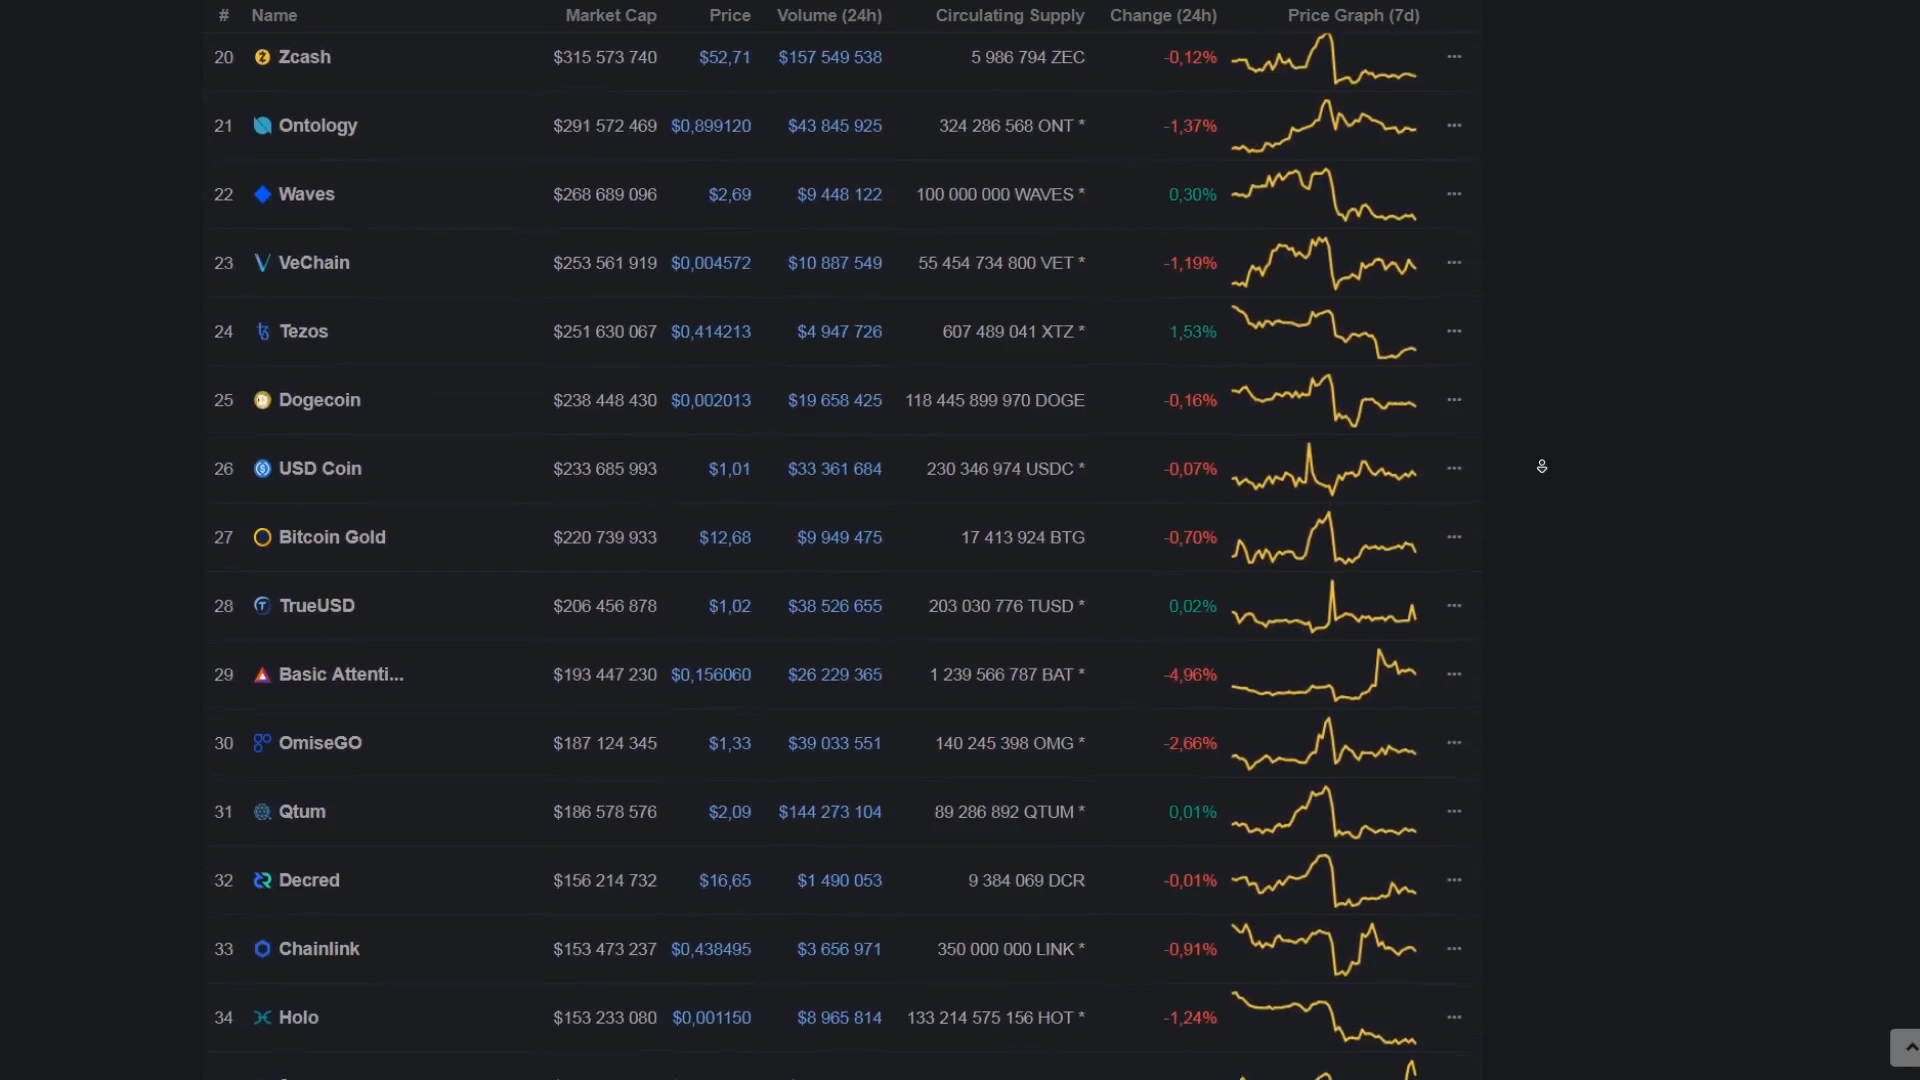 # Name Market Cap Price Volume (24h) Circulating Supply Change (24h) Price Graph (7d)
20 Zcash $315 573 740 $52,71 $157 549 538 5 986 794 ZEC -0,12%
21 Ontology $291 572 469 $0,899120 $43 845 925 324 286 568 ONT * -1,37%
22 Waves $268 689 096 $2,69 $9 448 122 100 000 000 WAVES * 0,30%
23 VeChain $253 561 919 $0,004572 $10 887 549 55 454 734 800 VET * -1,19%
24 Tezos $251 630 067 $0,414213 $4 947 726 607 489 041 XTZ * 1,53%
25 Dogecoin $238 448 430 $0,002013 $19 658 425 118 445 899 970 DOGE -0,16%
26 USD Coin $233 685 993 $1,01 $33 361 684 230 346 974 USDC * -0,07%
27 Bitcoin Gold $220 739 933 $12,68 $9 949 475 17 413 924 BTG -0,70%
28 TrueUSD $206 456 878 $1,02 $38 526 655 203 030 776 TUSD * 0,02%
29 Basic Attenti... $193 447 230 $0,156060 $26 229 365 1 239 566 787 BAT * -4,96%
30 OmiseGO $187 124 345 $1,33 $39 033 551 140 245 398 OMG * -2,66%
31 Qtum $186 578 576 $2,09 $144 273 104 89 286 892 QTUM * 0,01%
32 Decred $156 214 732 $16,65 $1 490 053 9 384 069 DCR -0,01%
33 Chainlink $153 473 237 $0,438495 $3 656 971 350 000 000 LINK * -0,91%
34 Holo $153 233 080 $0,001150 $8 965 814 133 214 575 156 HOT * -1,24%